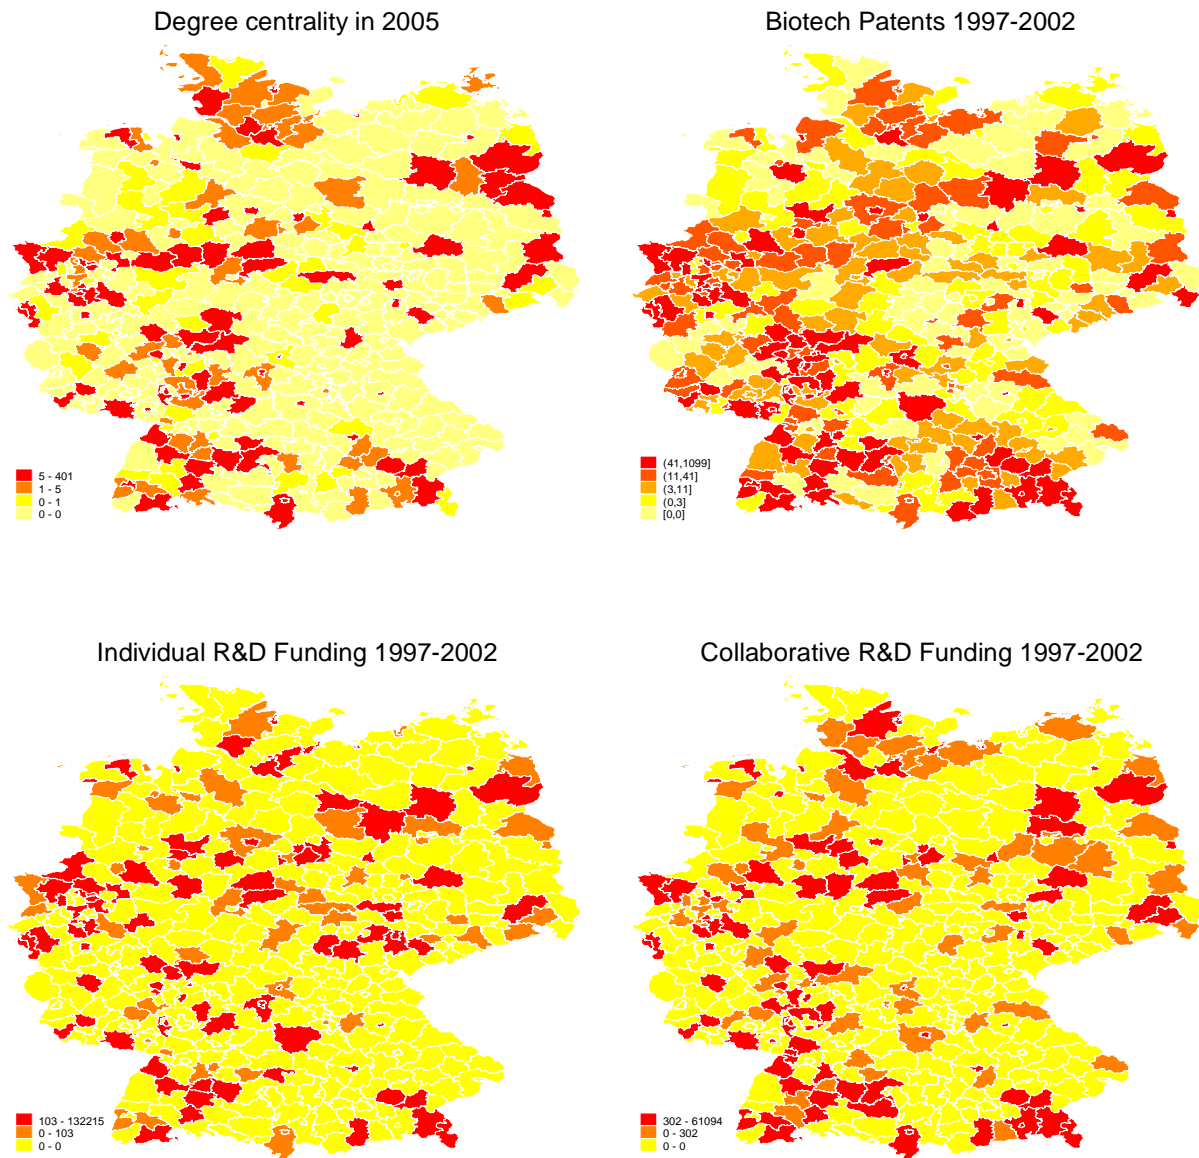 Degree centrality in 2005
5 - 401
1 - 5
0 - 1
0 - 0
Biotech Patents 1997-2002
(41,1099]
(11,41]
(3,11]
(0,3]
[0,0]
Individual R&D Funding 1997-2002
103 - 132215
0 - 103
0 - 0
Collaborative R&D Funding 1997-2002
302 - 61094
0 - 302
0 - 0